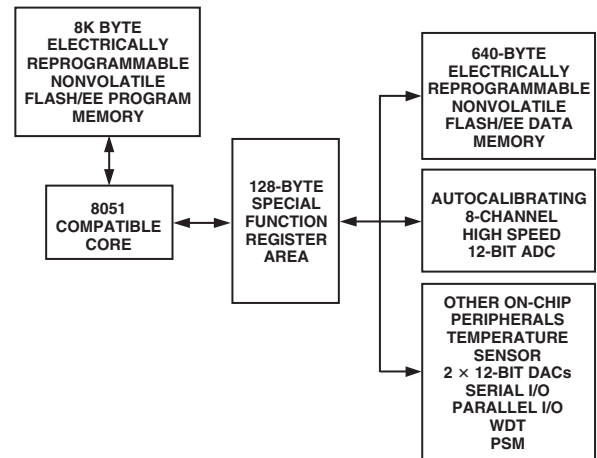 8K BYTE
ELECTRICALLY
REPROGRAMMABLE
NONVOLATILE
FLASH/EE PROGRAM
MEMORY
8051
COMPATIBLE
CORE
128-BYTE
SPECIAL
FUNCTION
REGISTER
AREA
640-BYTE
ELECTRICALLY
REPROGRAMMABLE
NONVOLATILE
FLASH/EE DATA
MEMORY
AUTOCALIBRATING
8-CHANNEL
HIGH SPEED
12-BIT ADC
OTHER ON-CHIP
PERIPHERALS
TEMPERATURE
SENSOR
2 × 12-BIT DACs
SERIAL I/O
PARALLEL I/O
WDT
PSM